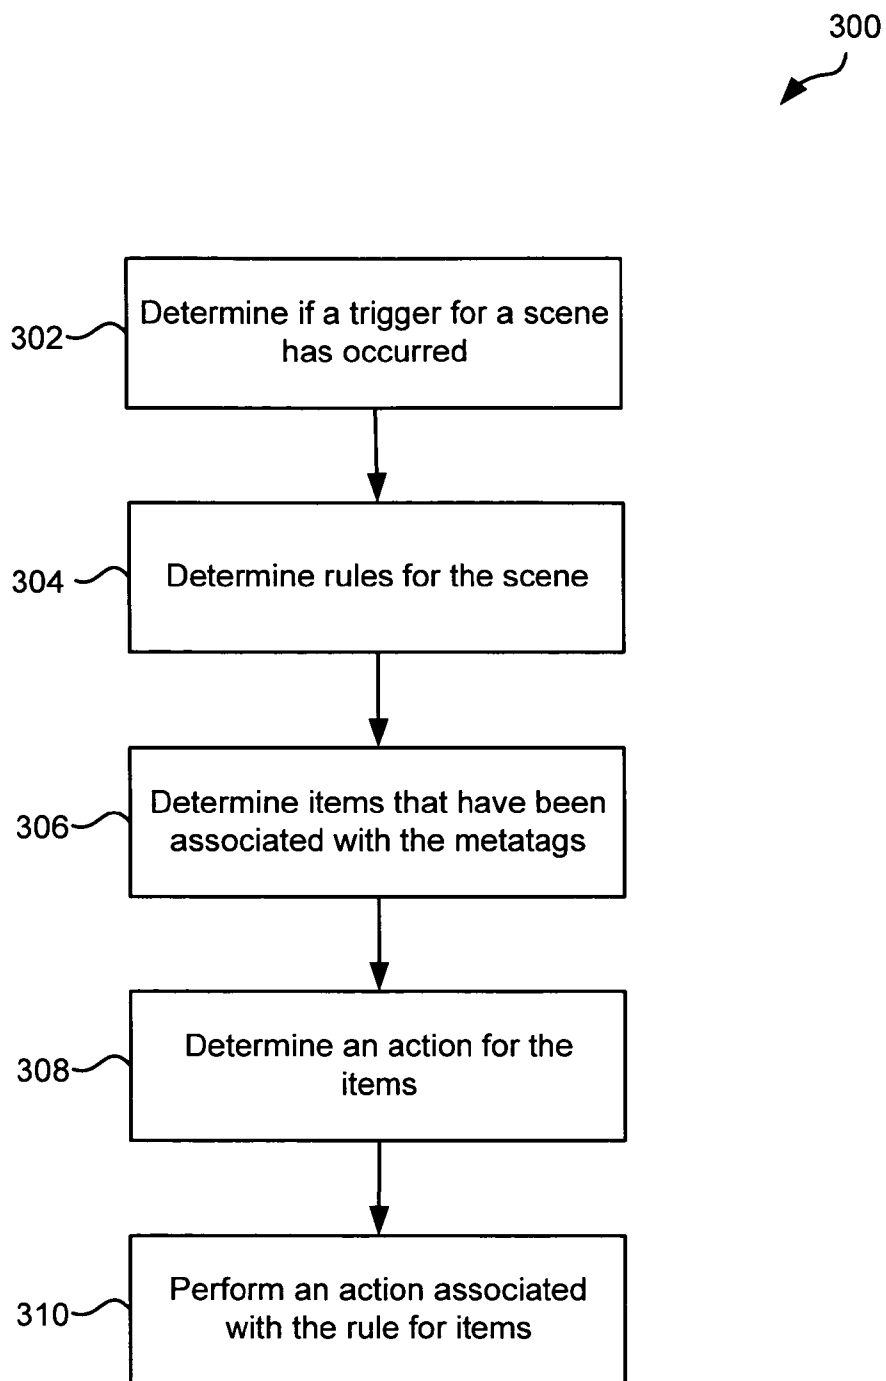 300
302
Determine if a trigger for a scene
has occurred
304
Determine rules for the scene
306
Determine items that have been
associated with the metatags
308
Determine an action for the
items
310
Perform an action associated
with the rule for items